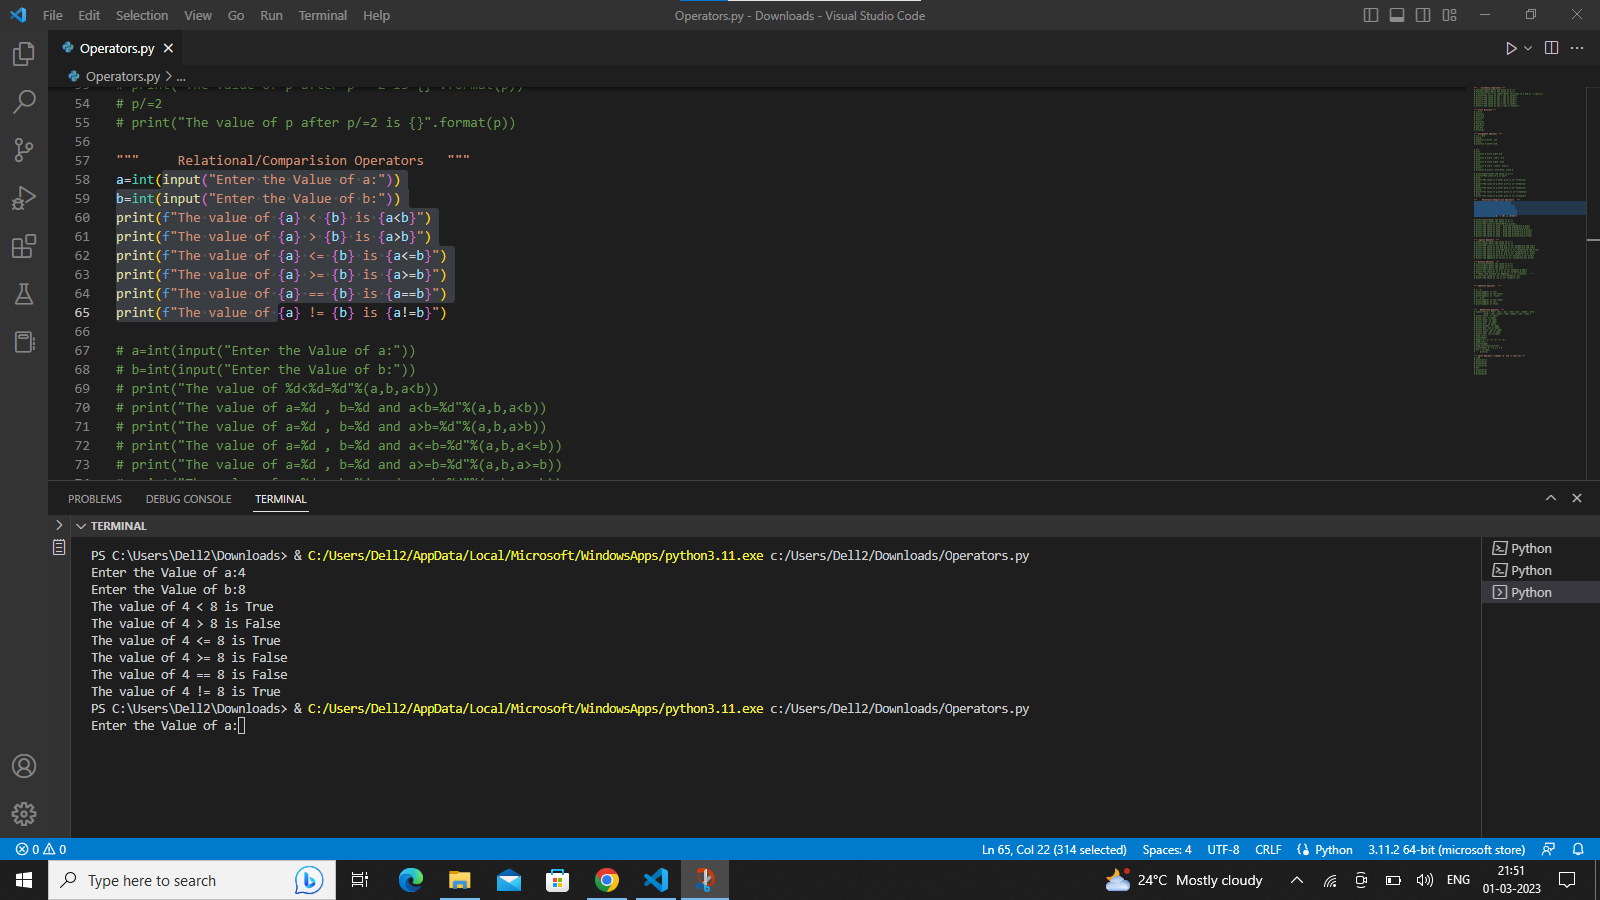 File Edit Selection View Go Run Terminal Help
Operators.py - Downloads - Visual Studio Code
Operators.py
Operators.py > ...
53 # print("The value of p after p-=2 is {}".format(p))
54 # p/=2
55 # print("The value of p after p/=2 is {}".format(p))
56
57 """     Relational/Comparision Operators   """
58 a=int(input("Enter the Value of a:"))
59 b=int(input("Enter the Value of b:"))
60 print(f"The value of {a} < {b} is {a<b}")
61 print(f"The value of {a} > {b} is {a>b}")
62 print(f"The value of {a} <= {b} is {a<=b}")
63 print(f"The value of {a} >= {b} is {a>=b}")
64 print(f"The value of {a} == {b} is {a==b}")
65 print(f"The value of {a} != {b} is {a!=b}")
66
67 # a=int(input("Enter the Value of a:"))
68 # b=int(input("Enter the Value of b:"))
69 # print("The value of %d<%d=%d"%(a,b,a<b))
70 # print("The value of a=%d , b=%d and a<b=%d"%(a,b,a<b))
71 # print("The value of a=%d , b=%d and a>b=%d"%(a,b,a>b))
72 # print("The value of a=%d , b=%d and a<=b=%d"%(a,b,a<=b))
73 # print("The value of a=%d , b=%d and a>=b=%d"%(a,b,a>=b))
PROBLEMS DEBUG CONSOLE TERMINAL
TERMINAL
PS C:\Users\Dell2\Downloads> & C:/Users/Dell2/AppData/Local/Microsoft/WindowsApps/python3.11.exe c:/Users/Dell2/Downloads/Operators.py
Enter the Value of a:4
Enter the Value of b:8
The value of 4 < 8 is True
The value of 4 > 8 is False
The value of 4 <= 8 is True
The value of 4 >= 8 is False
The value of 4 == 8 is False
The value of 4 != 8 is True
PS C:\Users\Dell2\Downloads> & C:/Users/Dell2/AppData/Local/Microsoft/WindowsApps/python3.11.exe c:/Users/Dell2/Downloads/Operators.py
Enter the Value of a:
Python
Python
Python
0 0
Ln 65, Col 22 (314 selected) Spaces: 4 UTF-8 CRLF Python 3.11.2 64-bit (microsoft store)
Type here to search
24°C Mostly cloudy
ENG
21:51
01-03-2023